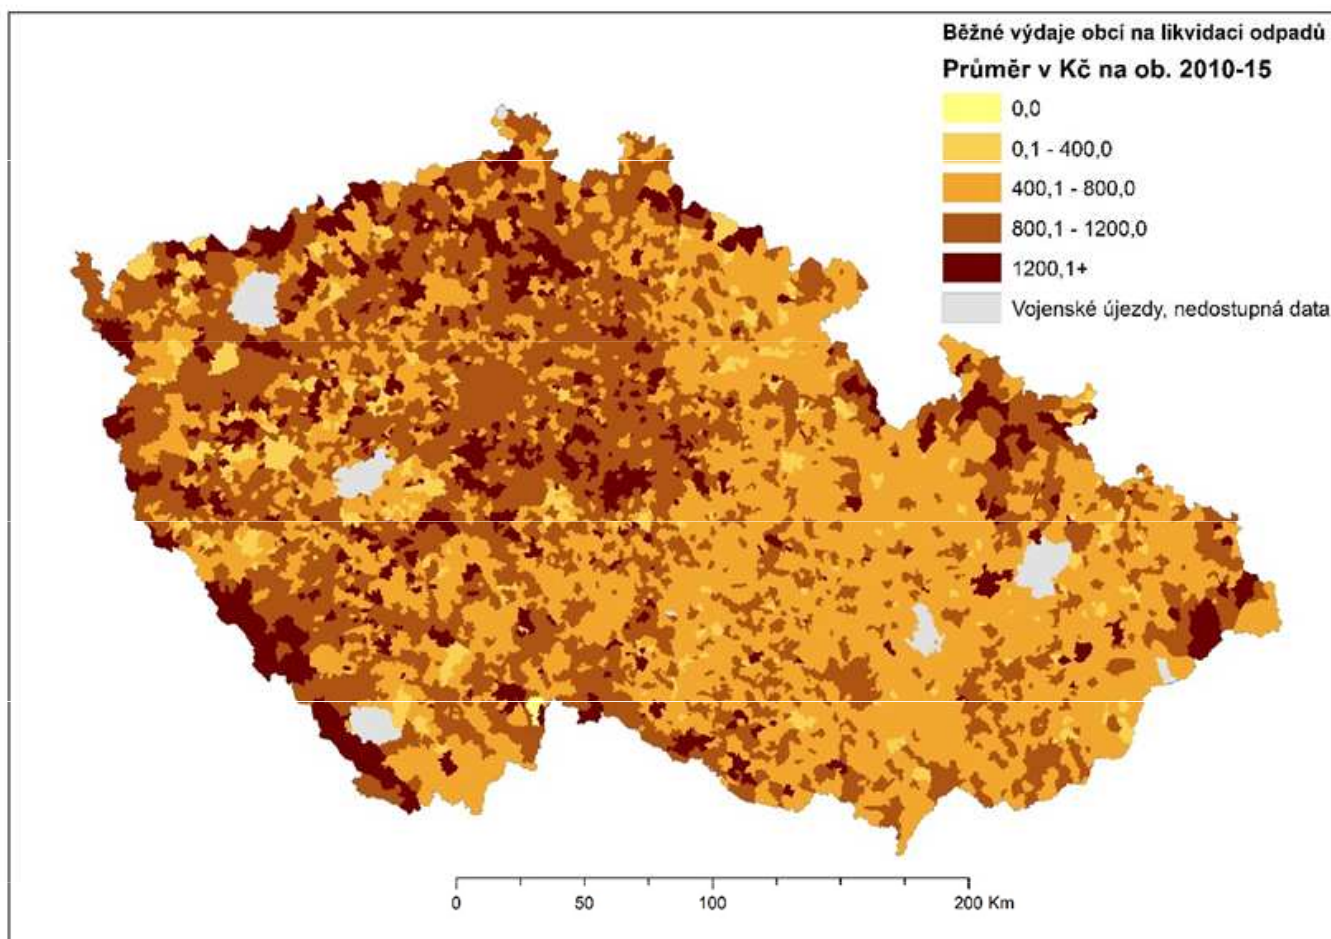 Běžné výdaje obcí na likvidaci odpadů
Průměr v Kč na ob. 2010-15
0,0
0,1 - 400,0
400,1 - 800,0
800,1 - 1200,0
1200,1+
Vojenské újezdy, nedostupná data
0 50 100 200 Km